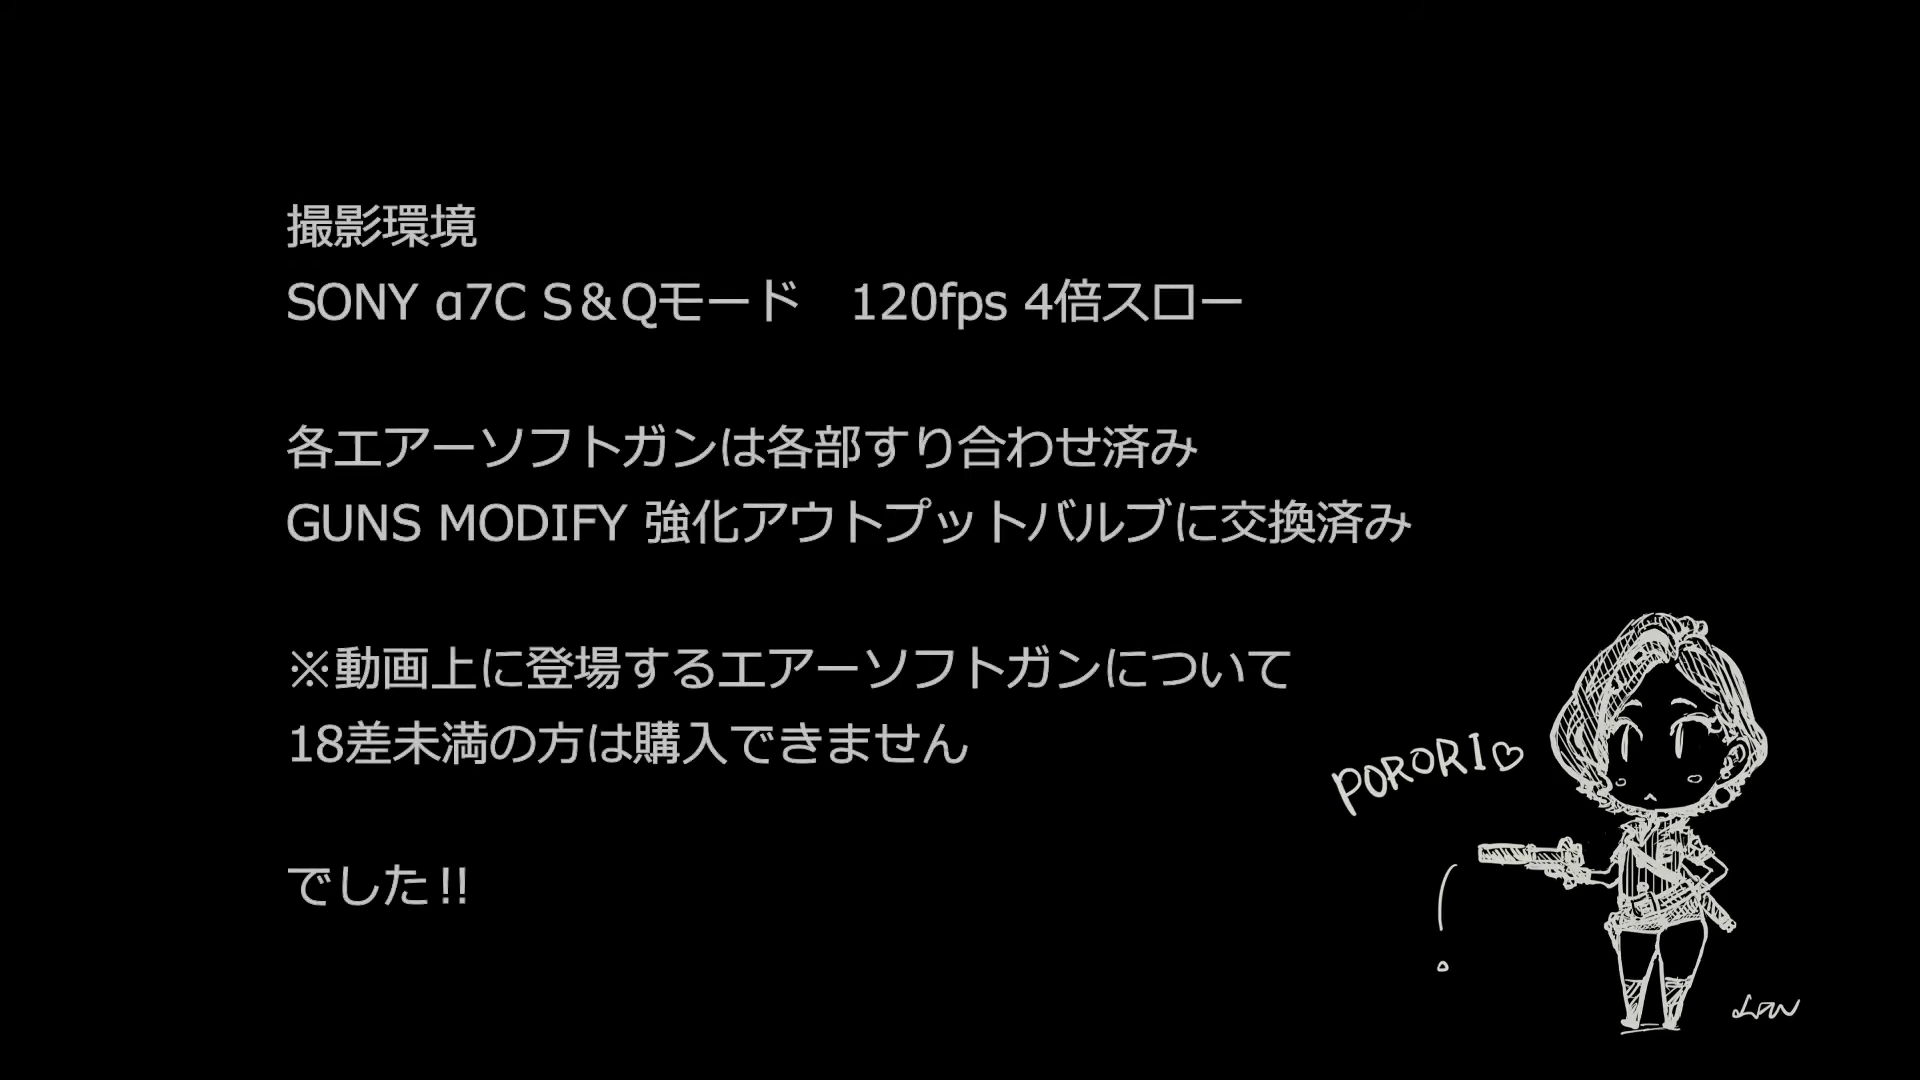 撮影環境
SONY α7C S＆Qモード　120fps 4倍スロー
各エアーソフトガンは各部すり合わせ済み
GUNS MODIFY 強化アウトプットバルブに交換済み
※動画上に登場するエアーソフトガンについて
18差未満の方は購入できません
PORORI♡
でした!!